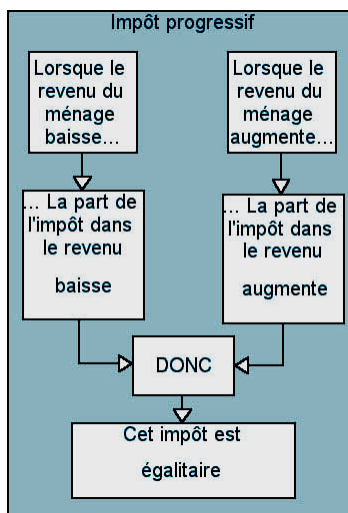 Impôt progressif
Lorsque le
revenu du
ménage
baisse...
Lorsque le
revenu du
ménage
augmente...
... La part de
l'impôt dans
le revenu
baisse
... La part de
l'impôt dans
le revenu
augmente
DONC
Cet impôt est
égalitaire